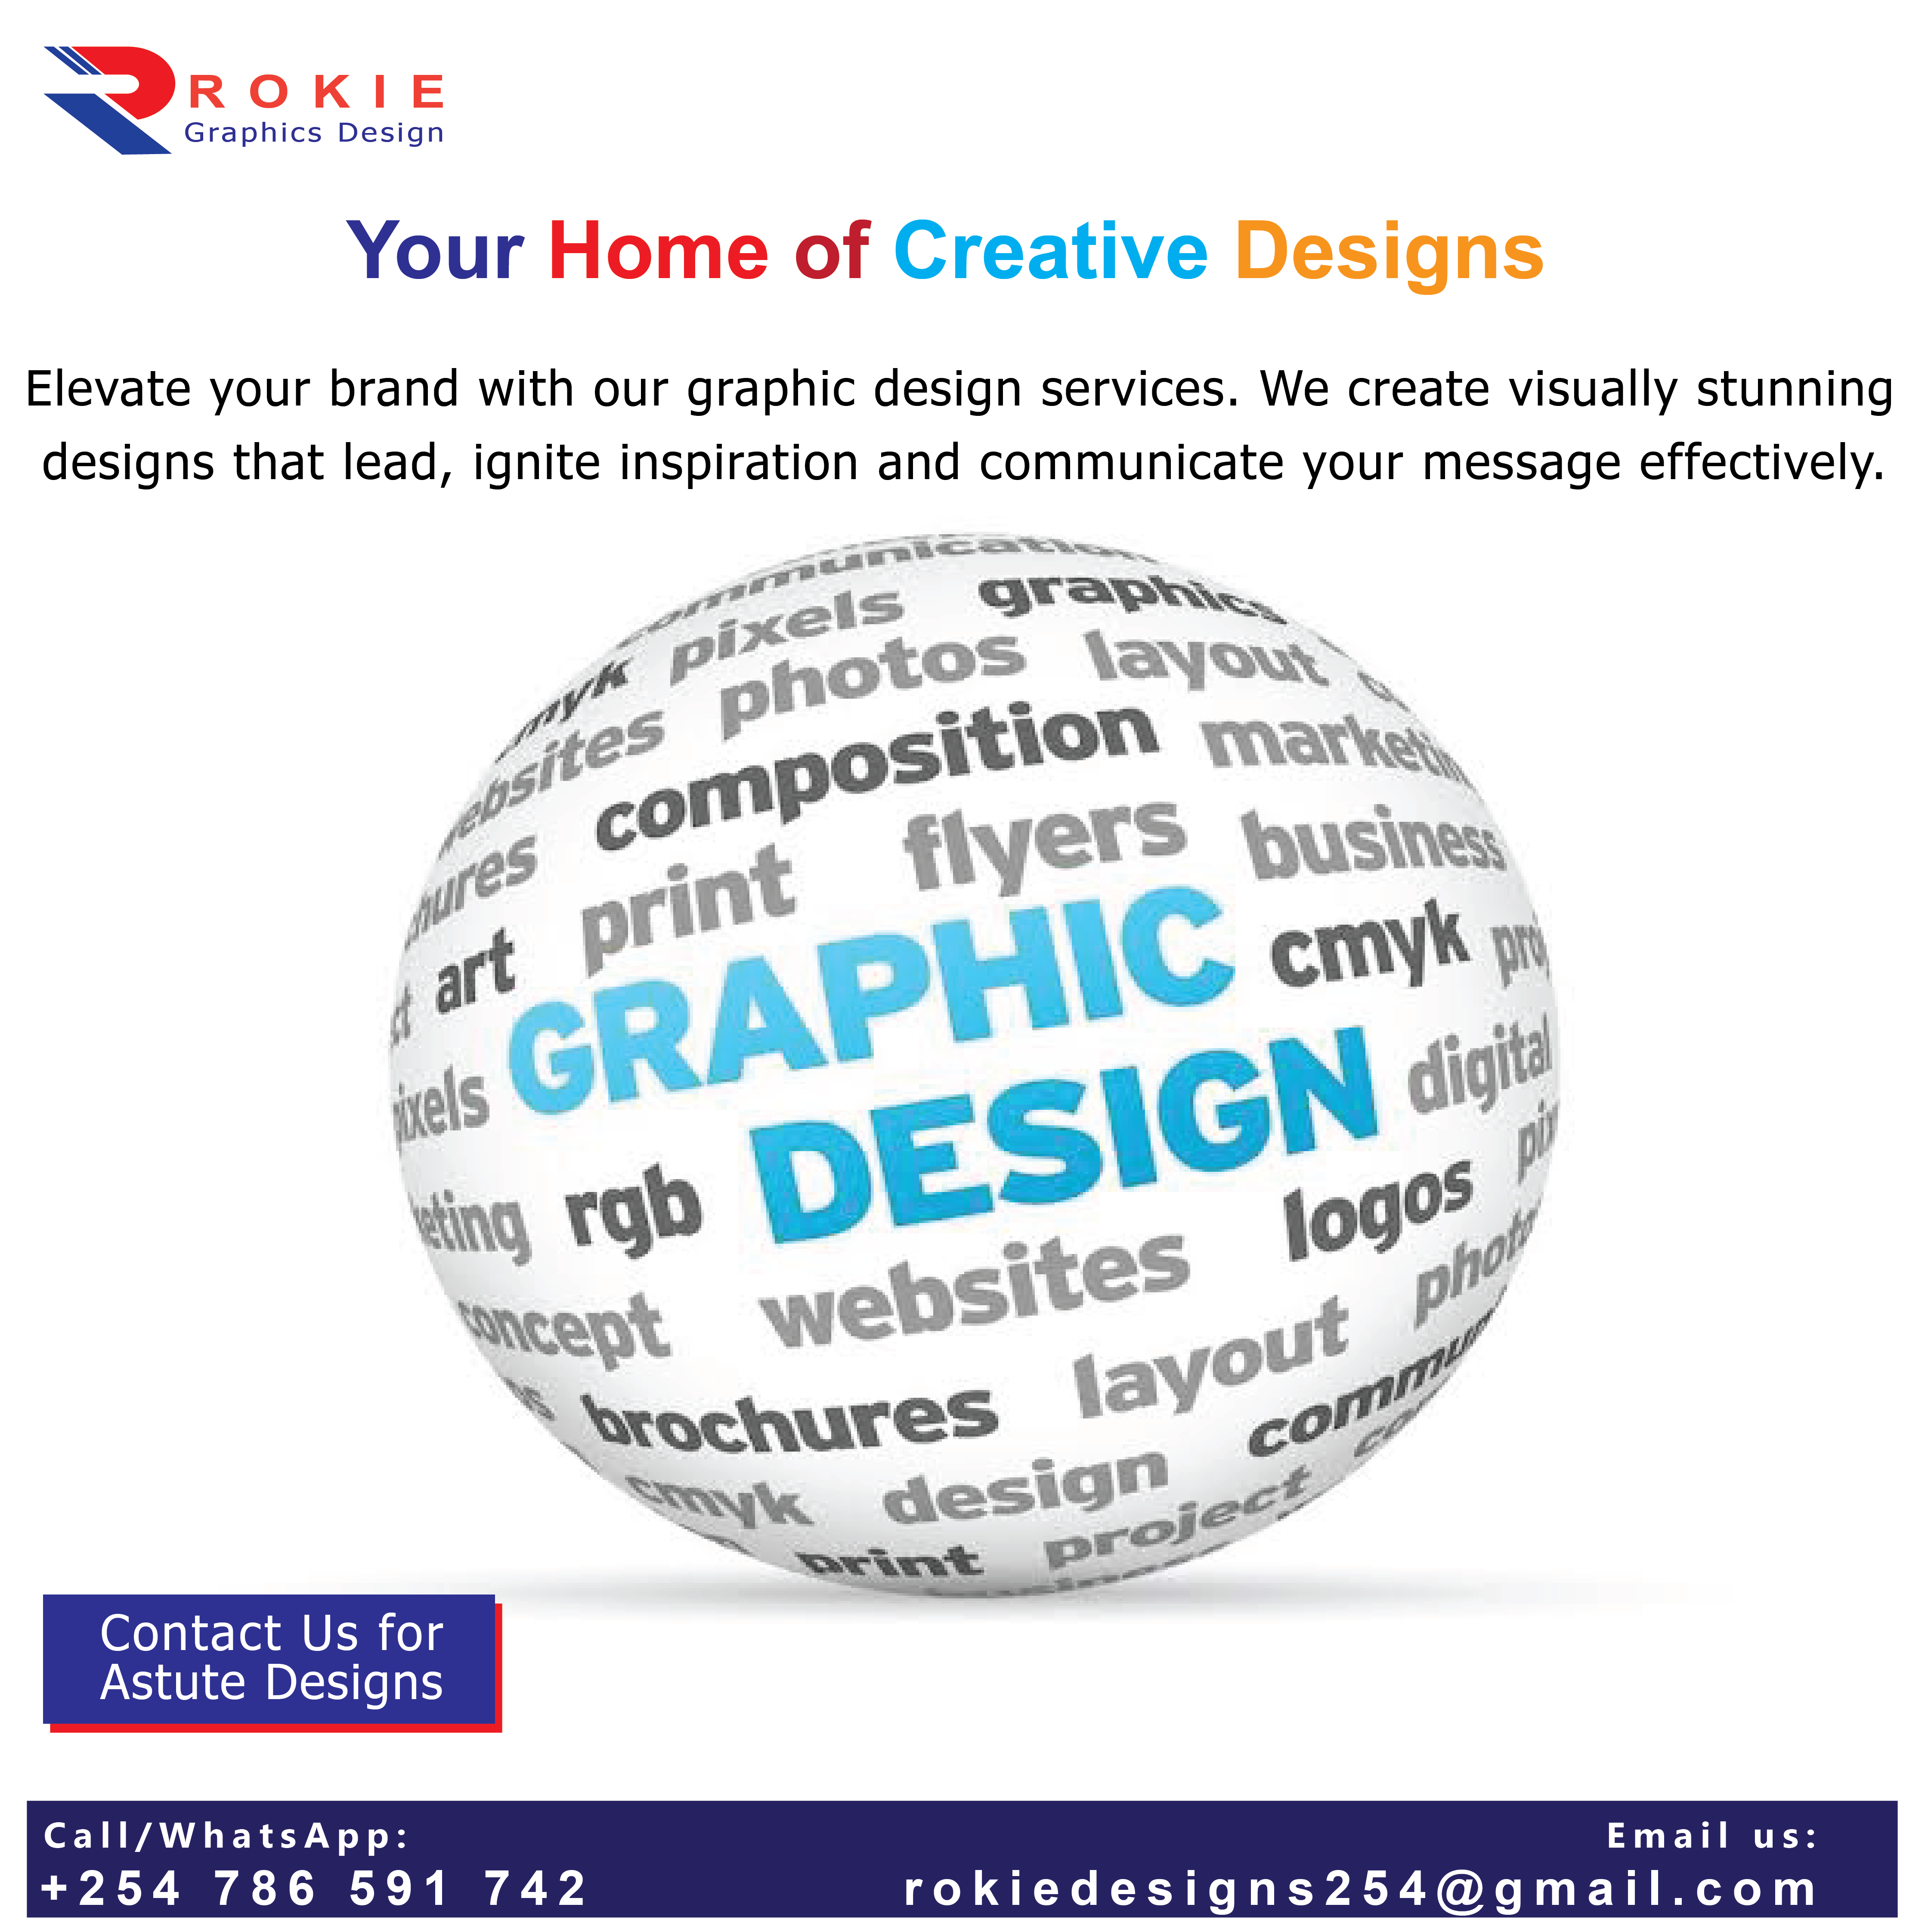 ROKIE
Graphics Design
Your Home of Creative Designs
Elevate your brand with our graphic design services. We create visually stunning
designs that lead, ignite inspiration and communicate your message effectively.
pixels graphics
photos layout
composition
print flyers business
art GRAPHIC cmyk
DESIGN digital
rgb logos
websites
concept layout
brochures
cmyk design
print project
Contact Us for
Astute Designs
Call/WhatsApp:
+254 786 591 742
Email us:
rokiedesigns254@gmail.com